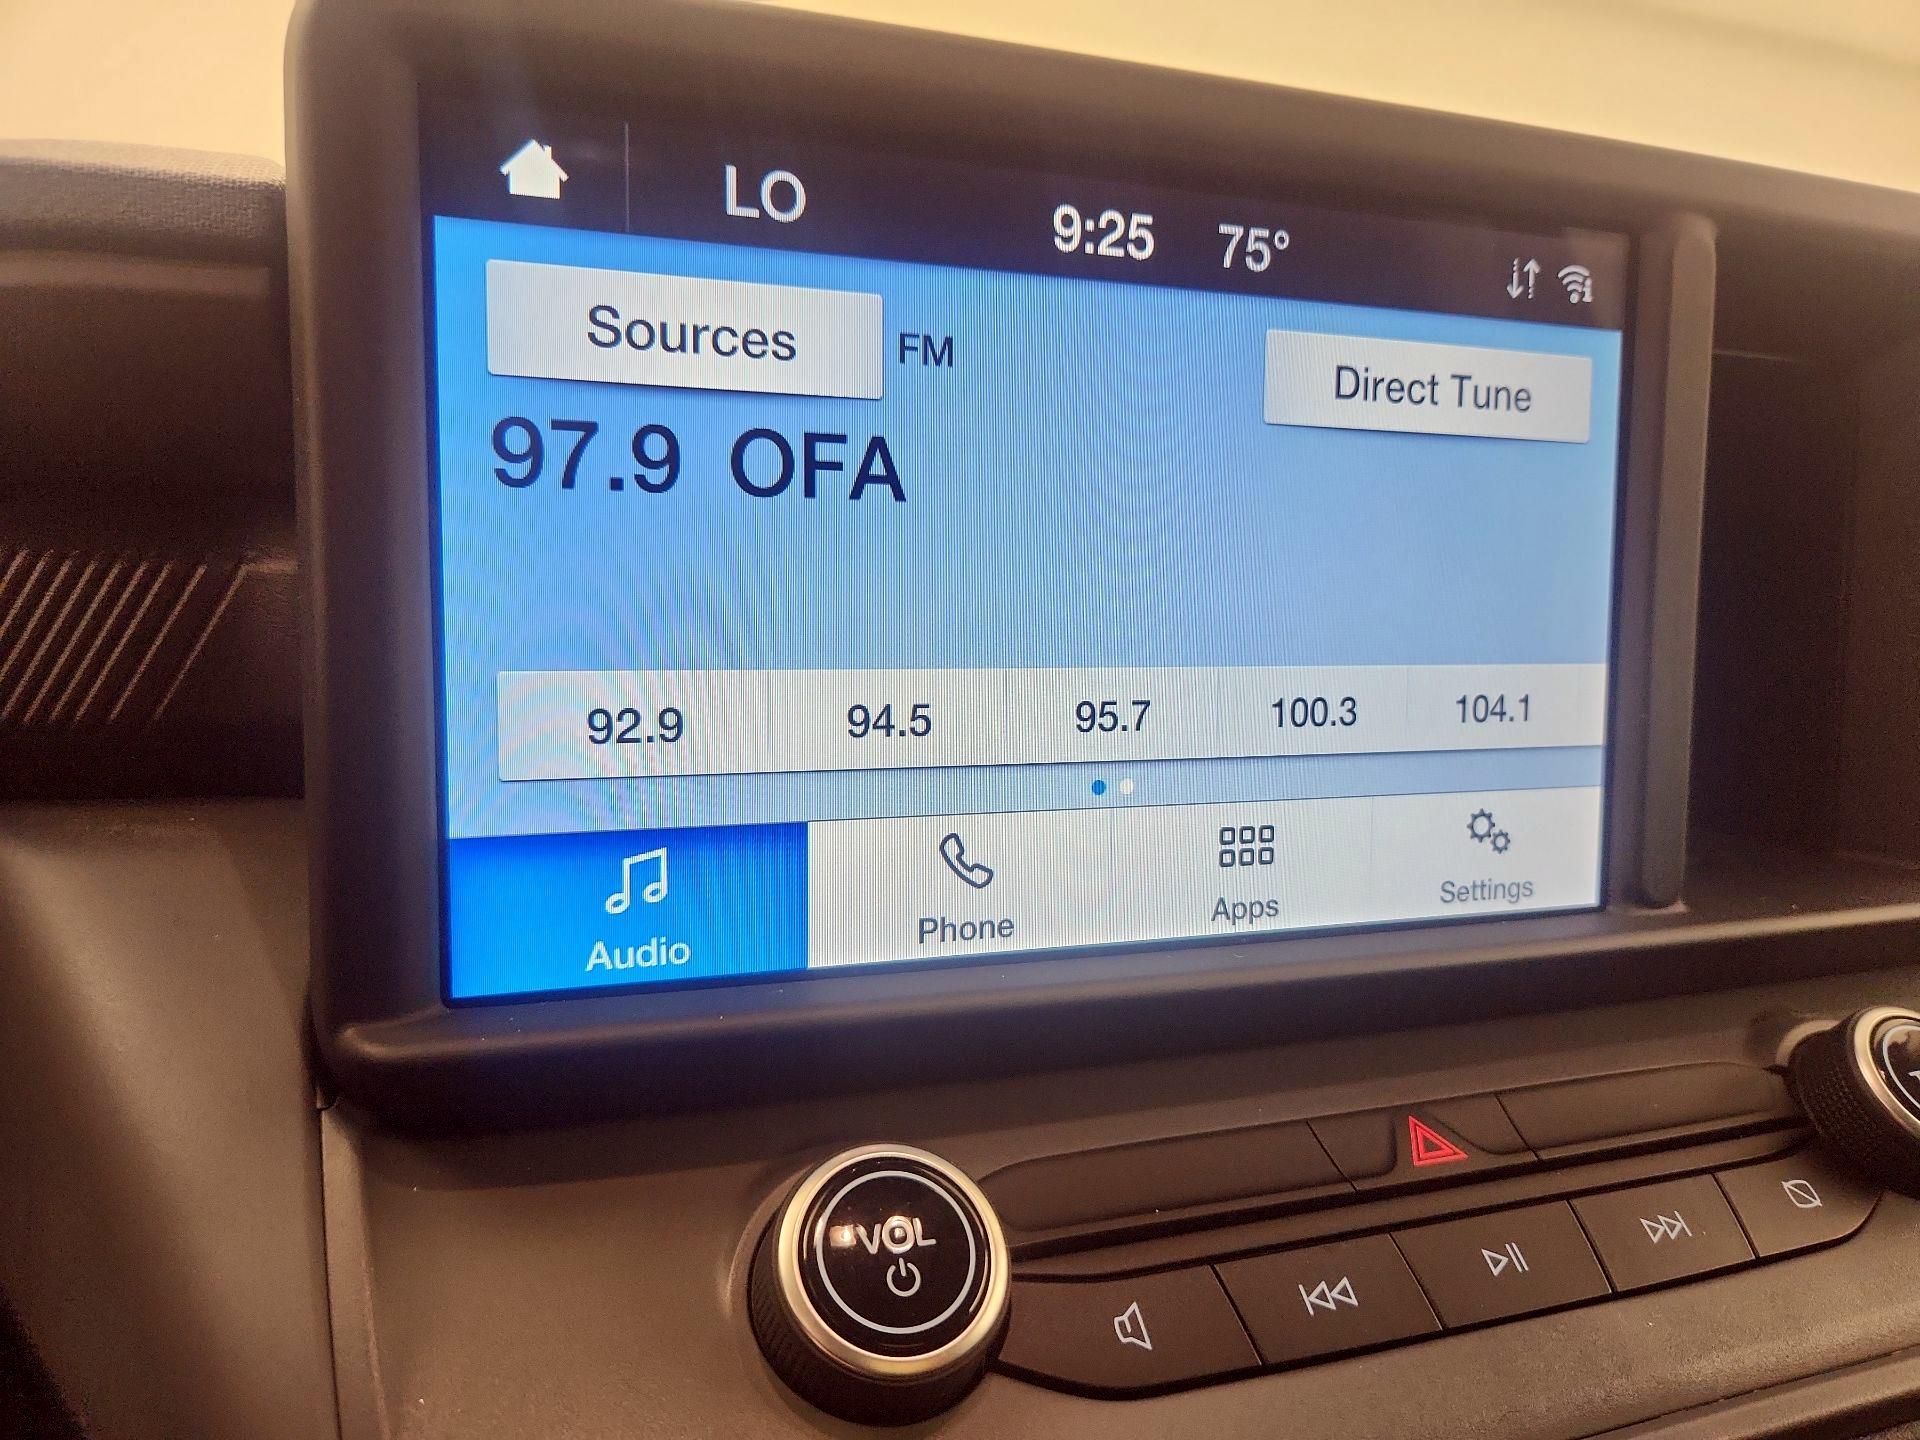 LO 9:25 75°
Sources FM Direct Tune
97.9 OFA
92.9 94.5 95.7 100.3 104.1
Audio Phone Apps Settings
VOL